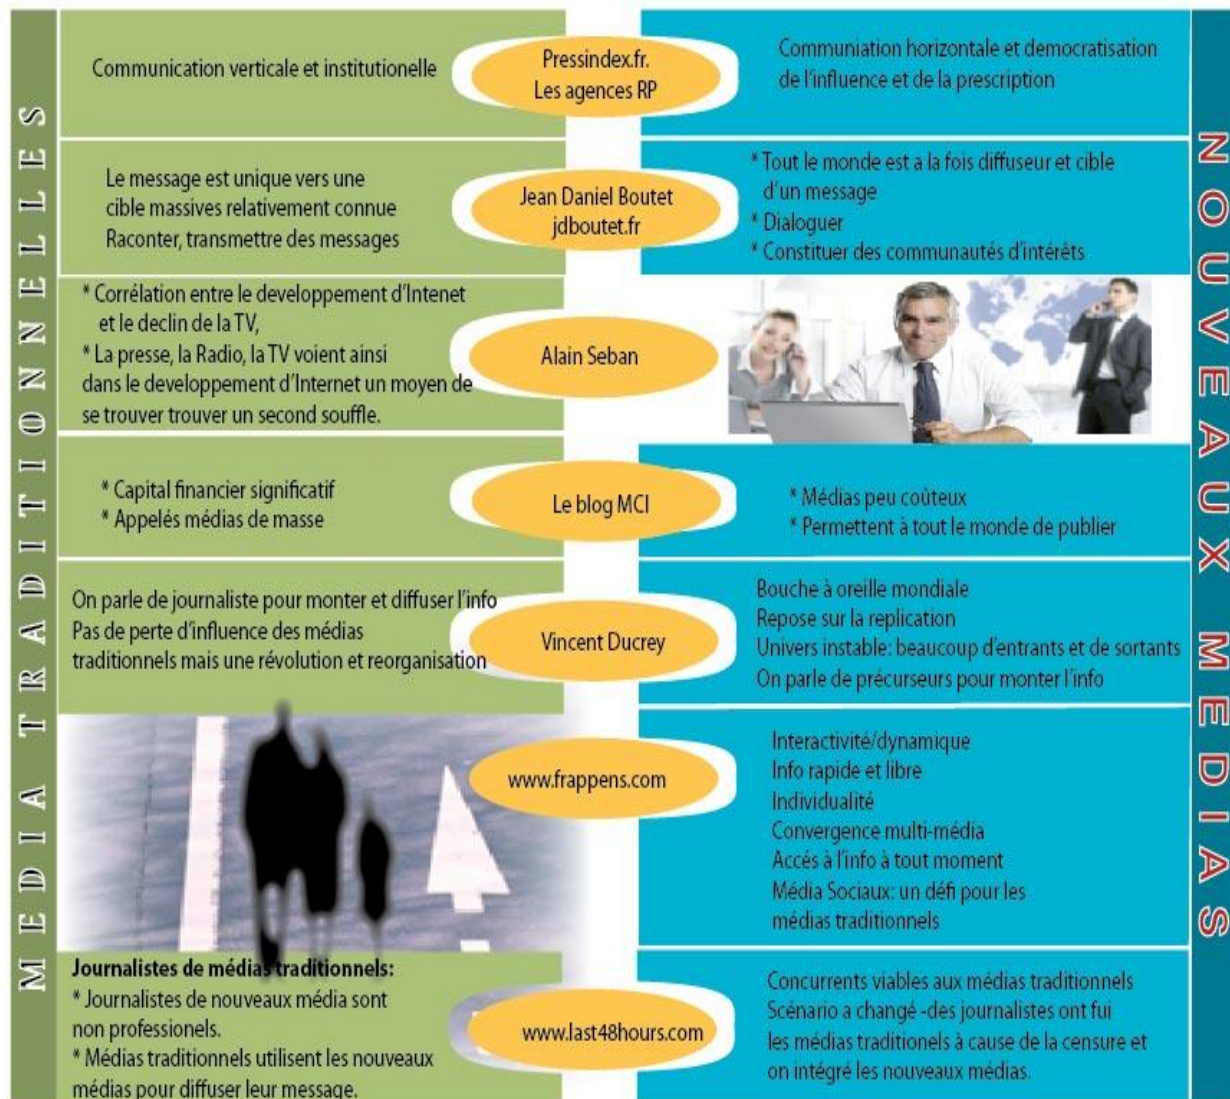 MEDIA TRADITIONNELLES
Communication verticale et institutionelle
Pressindex.fr.
Les agences RP
Communiation horizontale et democratisation
de l'influence et de la prescription
Le message est unique vers une
cible massives relativement connue
Raconter, transmettre des messages
Jean Daniel Boutet
jdboutet.fr
* Tout le monde est a la fois diffuseur et cible
d'un message
* Dialoguer
* Constituer des communautés d'intérêts
* Corrélation entre le developpement d'Intenet
et le declin de la TV,
* La presse, la Radio, la TV voient ainsi
dans le developpement d'Internet un moyen de
se trouver trouver un second souffle.
Alain Seban
* Capital financier significatif
* Appelés médias de masse
Le blog MCI
* Médias peu coûteux
* Permettent à tout le monde de publier
On parle de journaliste pour monter et diffuser l'info
Pas de perte d'influence des médias
traditionnels mais une révolution et reorganisation
Vincent Ducrey
Bouche à oreille mondiale
Repose sur la replication
Univers instable: beaucoup d'entrants et de sortants
On parle de précurseurs pour monter l'info
www.frappens.com
Interactivité/dynamique
Info rapide et libre
Individualité
Convergence multi-média
Accés à l'info à tout moment
Média Sociaux: un défi pour les
médias traditionnels
Journalistes de médias traditionnels:
* Journalistes de nouveaux média sont
non professionels.
* Médias traditionnels utilisent les nouveaux
médias pour diffuser leur message.
www.last48hours.com
Concurrents viables aux médias traditionnels
Scénario a changé -des journalistes ont fui
les médias traditionels à cause de la censure et
on intégré les nouveaux médias.
NOUVEAUX MEDIAS